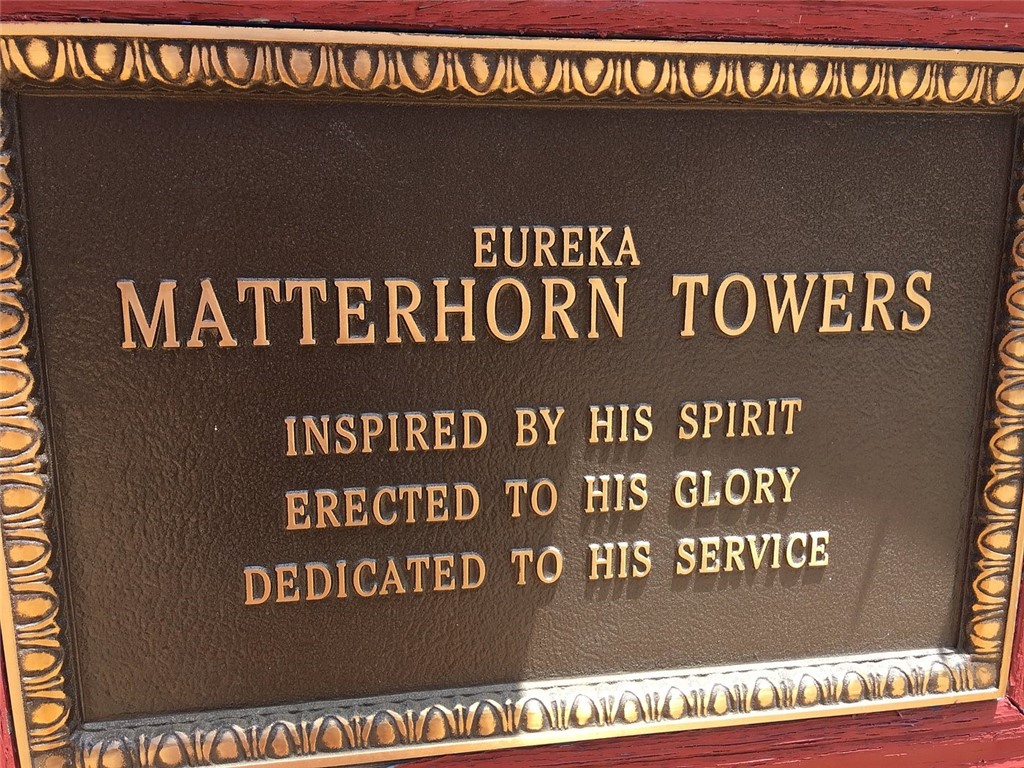 EUREKA
MATTERHORN TOWERS
INSPIRED BY HIS SPIRIT
ERECTED TO HIS GLORY
DEDICATED TO HIS SERVICE